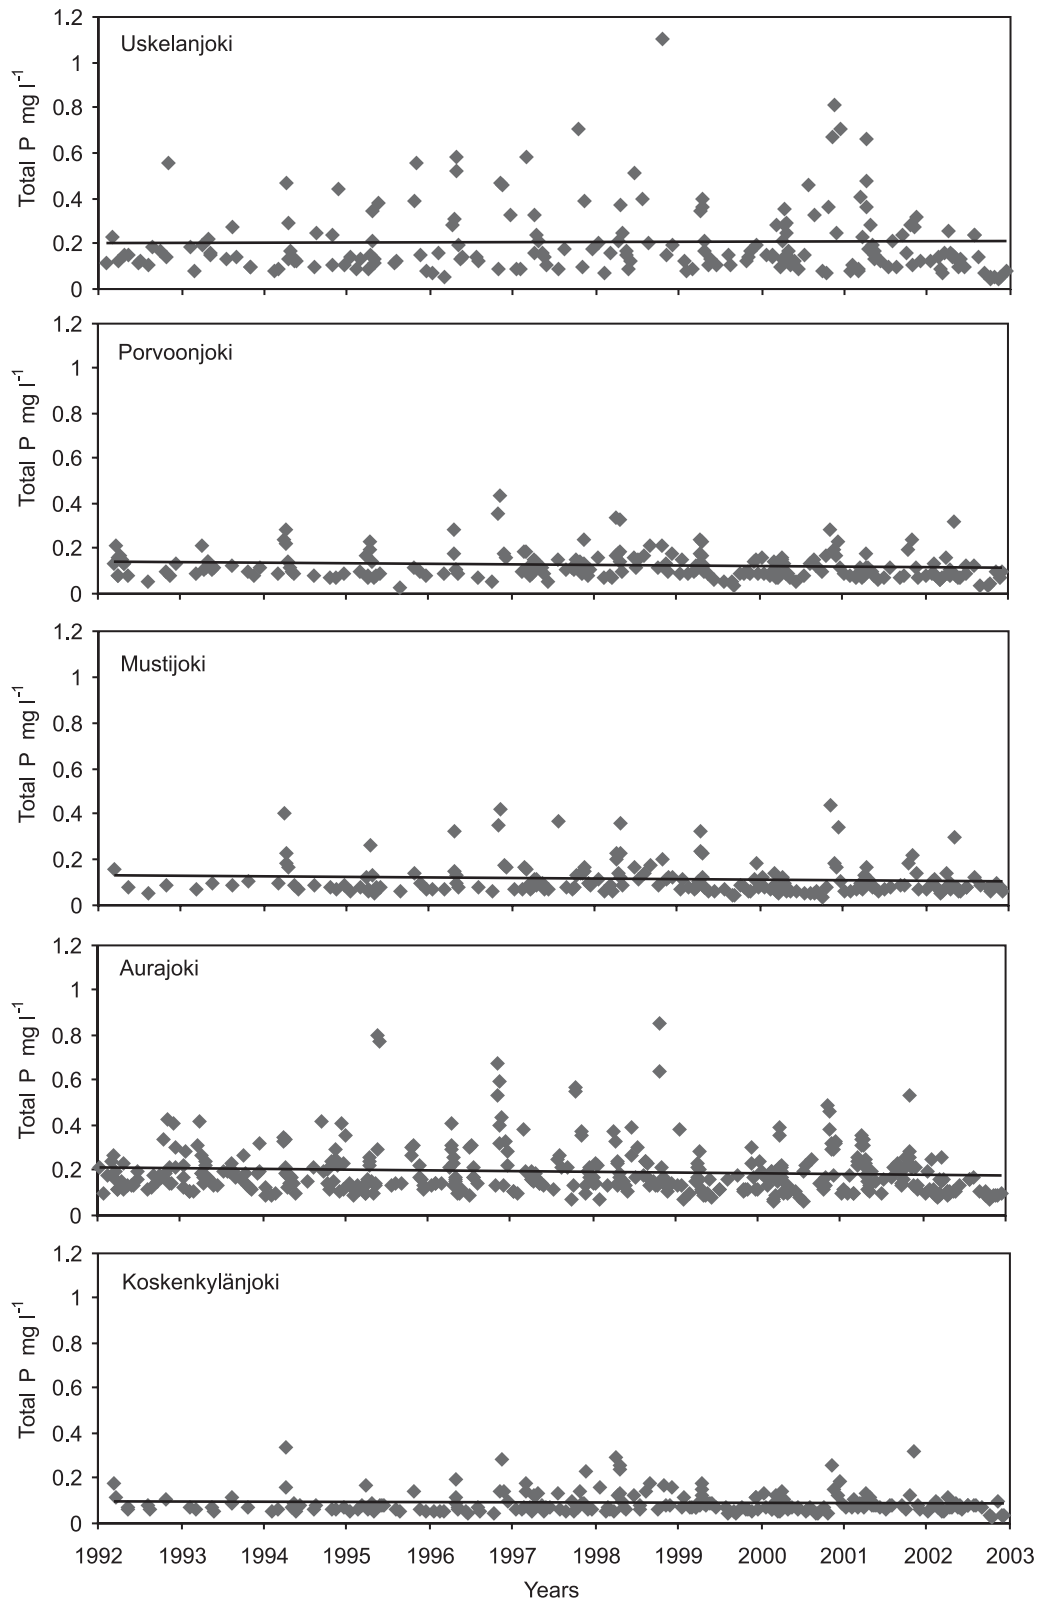 Uskelanjoki
Total P mg l⁻¹
1.2
1
0.8
0.6
0.4
0.2
0
Porvoonjoki
Total P mg l⁻¹
1.2
1
0.8
0.6
0.4
0.2
0
Mustijoki
Total P mg l⁻¹
1.2
1
0.8
0.6
0.4
0.2
0
Aurajoki
Total P mg l⁻¹
1.2
1
0.8
0.6
0.4
0.2
0
Koskenkylänjoki
Total P mg l⁻¹
1.2
1
0.8
0.6
0.4
0.2
0
1992 1993 1994 1995 1996 1997 1998 1999 2000 2001 2002 2003
Years